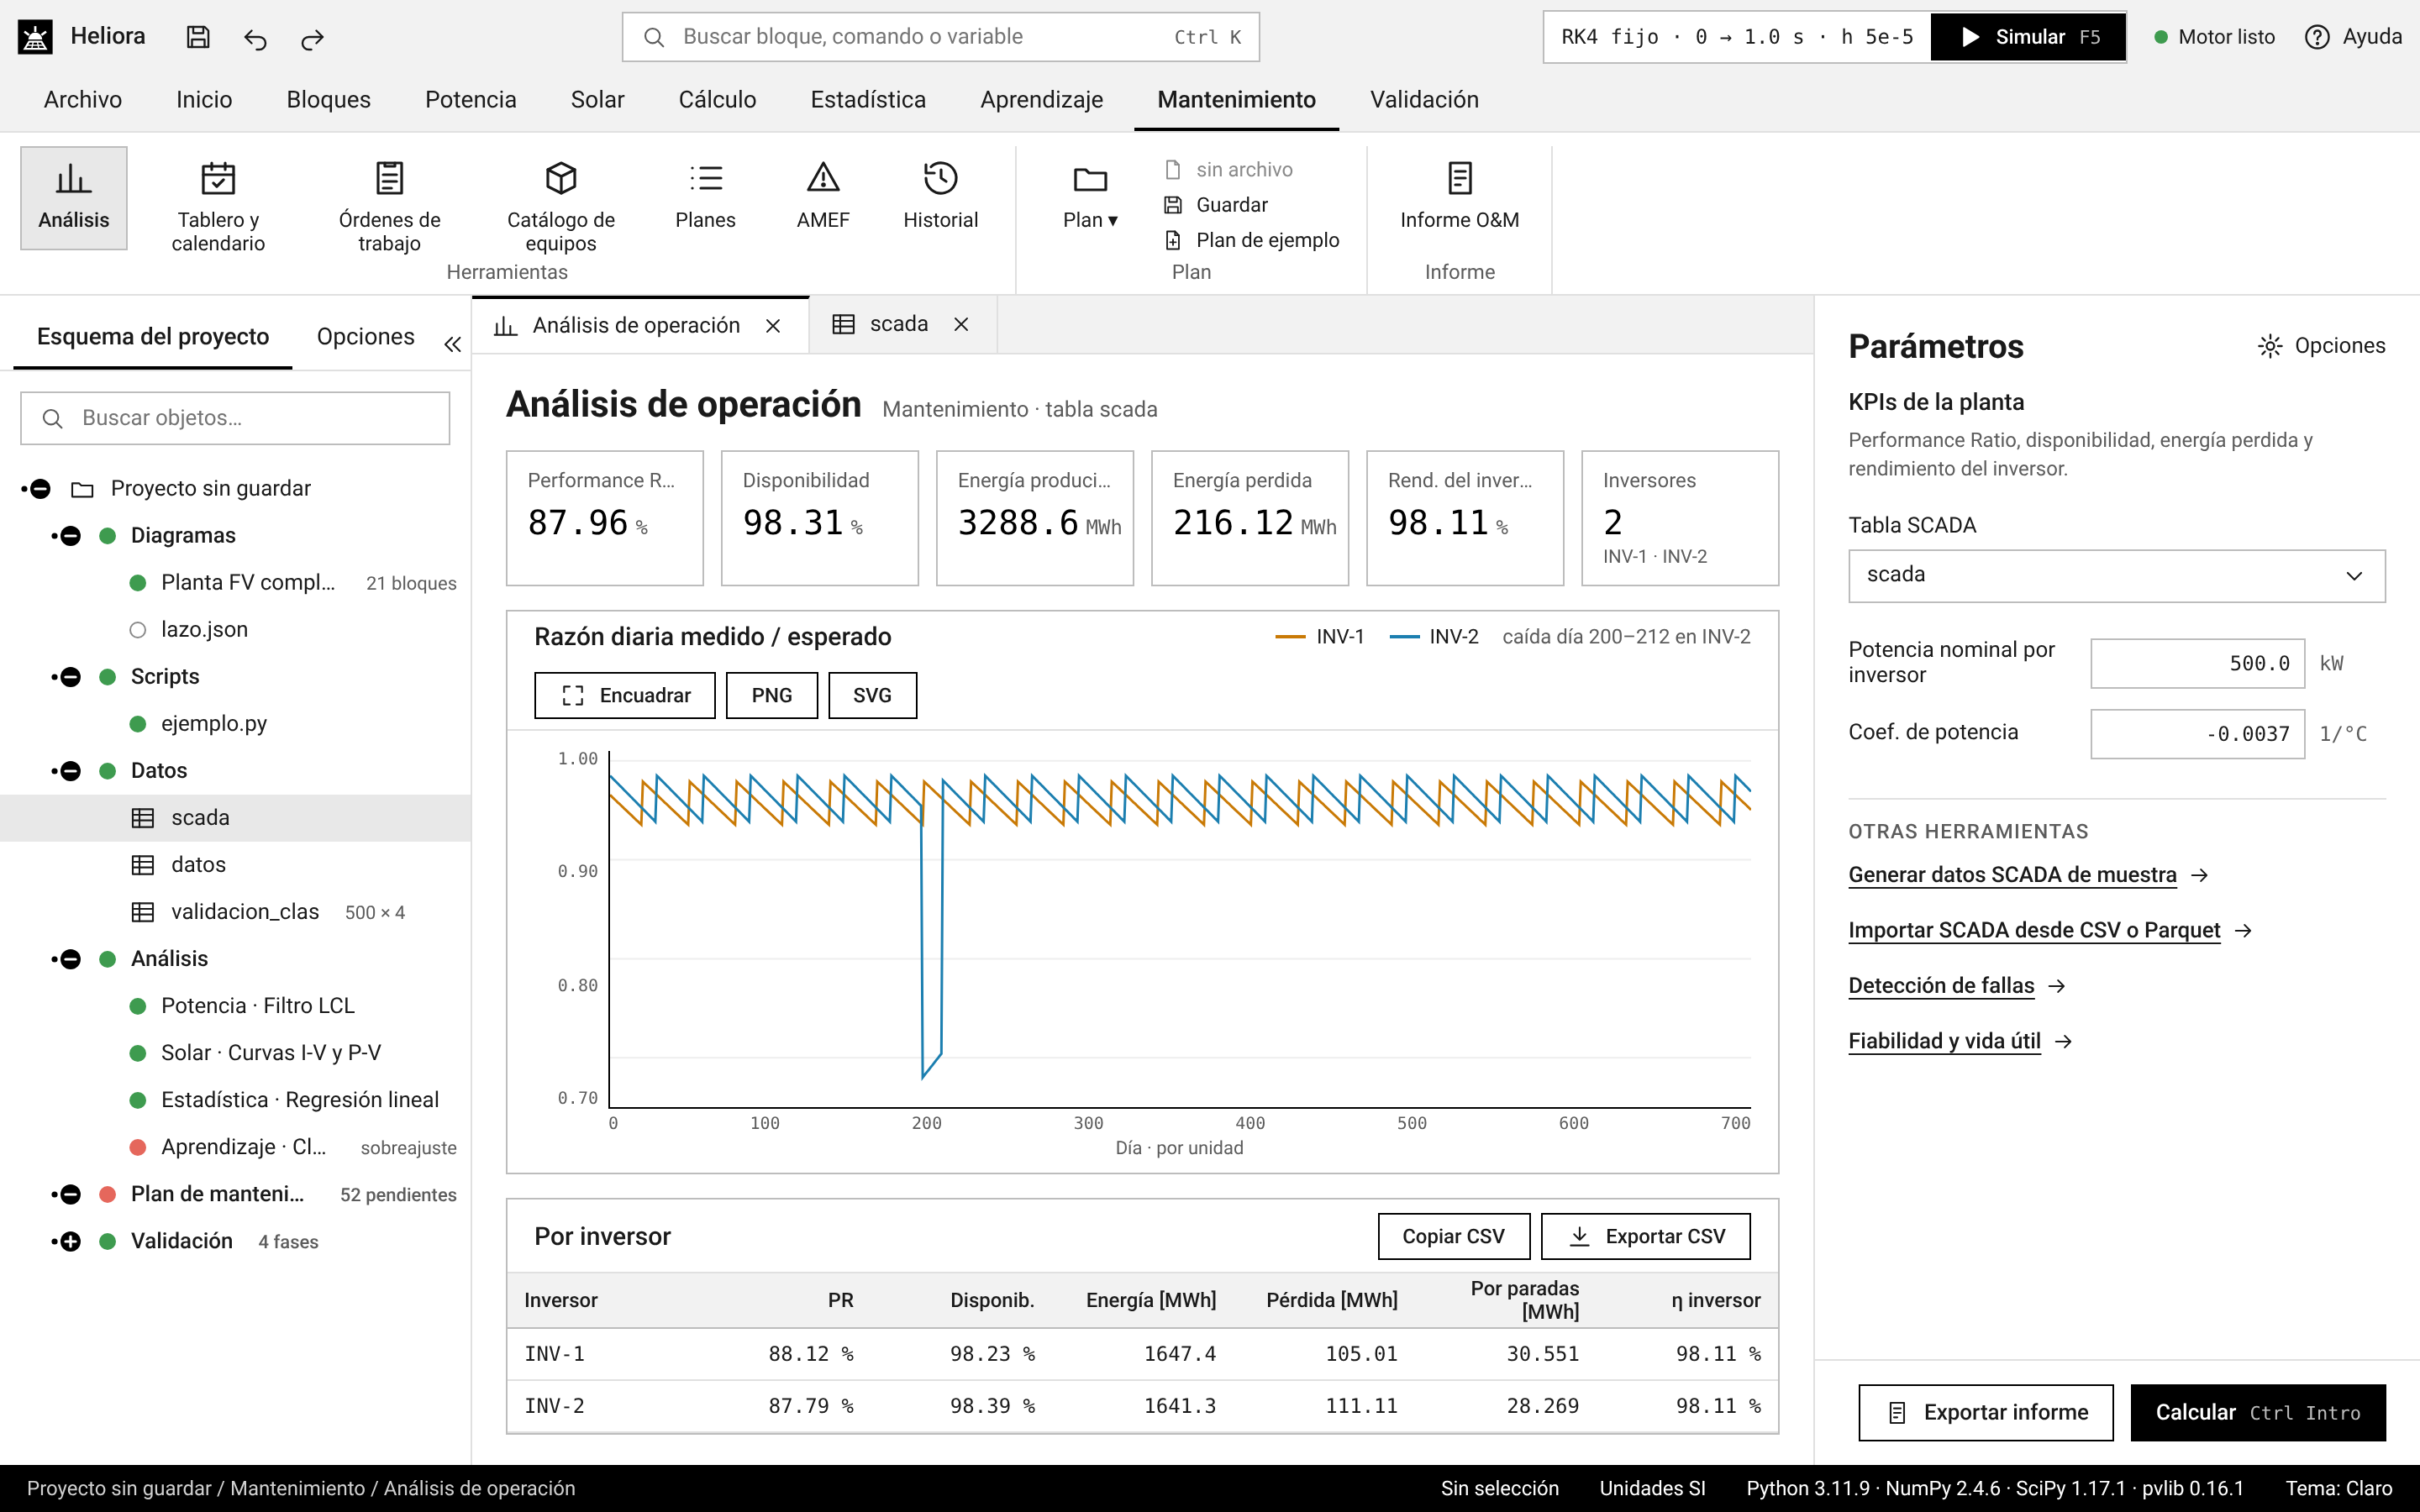 Heliora
Buscar bloque, comando o variable
Ctrl K
RK4 fijo · 0 → 1.0 s · h 5e-5
Simular F5
Motor listo
Ayuda
Archivo
Inicio
Bloques
Potencia
Solar
Cálculo
Estadística
Aprendizaje
Mantenimiento
Validación
Análisis
Tablero y
calendario
Órdenes de
trabajo
Catálogo de
equipos
Planes
AMEF
Historial
Herramientas
Plan ▾
sin archivo
Guardar
Plan de ejemplo
Plan
Informe O&M
Informe
Esquema del proyecto
Opciones
Buscar objetos...
Proyecto sin guardar
Diagramas
Planta FV compl... 21 bloques
lazo.json
Scripts
ejemplo.py
Datos
scada
datos
validacion_clas 500 × 4
Análisis
Potencia · Filtro LCL
Solar · Curvas I-V y P-V
Estadística · Regresión lineal
Aprendizaje · Cl... sobreajuste
Plan de manteni... 52 pendientes
Validación 4 fases
Análisis de operación
scada
Análisis de operación Mantenimiento · tabla scada
Performance R...
87.96 %
Disponibilidad
98.31 %
Energía produci...
3288.6 MWh
Energía perdida
216.12 MWh
Rend. del inver...
98.11 %
Inversores
2
INV-1 · INV-2
Razón diaria medido / esperado
INV-1 INV-2 caída día 200–212 en INV-2
Encuadrar
PNG
SVG
1.00
0.90
0.80
0.70
0 100 200 300 400 500 600 700
Día · por unidad
Por inversor
Copiar CSV
Exportar CSV
Inversor PR Disponib. Energía [MWh] Pérdida [MWh] Por paradas [MWh] η inversor
INV-1 88.12 % 98.23 % 1647.4 105.01 30.551 98.11 %
INV-2 87.79 % 98.39 % 1641.3 111.11 28.269 98.11 %
Parámetros
Opciones
KPIs de la planta
Performance Ratio, disponibilidad, energía perdida y
rendimiento del inversor.
Tabla SCADA
scada
Potencia nominal por
inversor
500.0 kW
Coef. de potencia -0.0037 1/°C
OTRAS HERRAMIENTAS
Generar datos SCADA de muestra →
Importar SCADA desde CSV o Parquet →
Detección de fallas →
Fiabilidad y vida útil →
Exportar informe
Calcular Ctrl Intro
Proyecto sin guardar / Mantenimiento / Análisis de operación
Sin selección
Unidades SI
Python 3.11.9 · NumPy 2.4.6 · SciPy 1.17.1 · pvlib 0.16.1
Tema: Claro